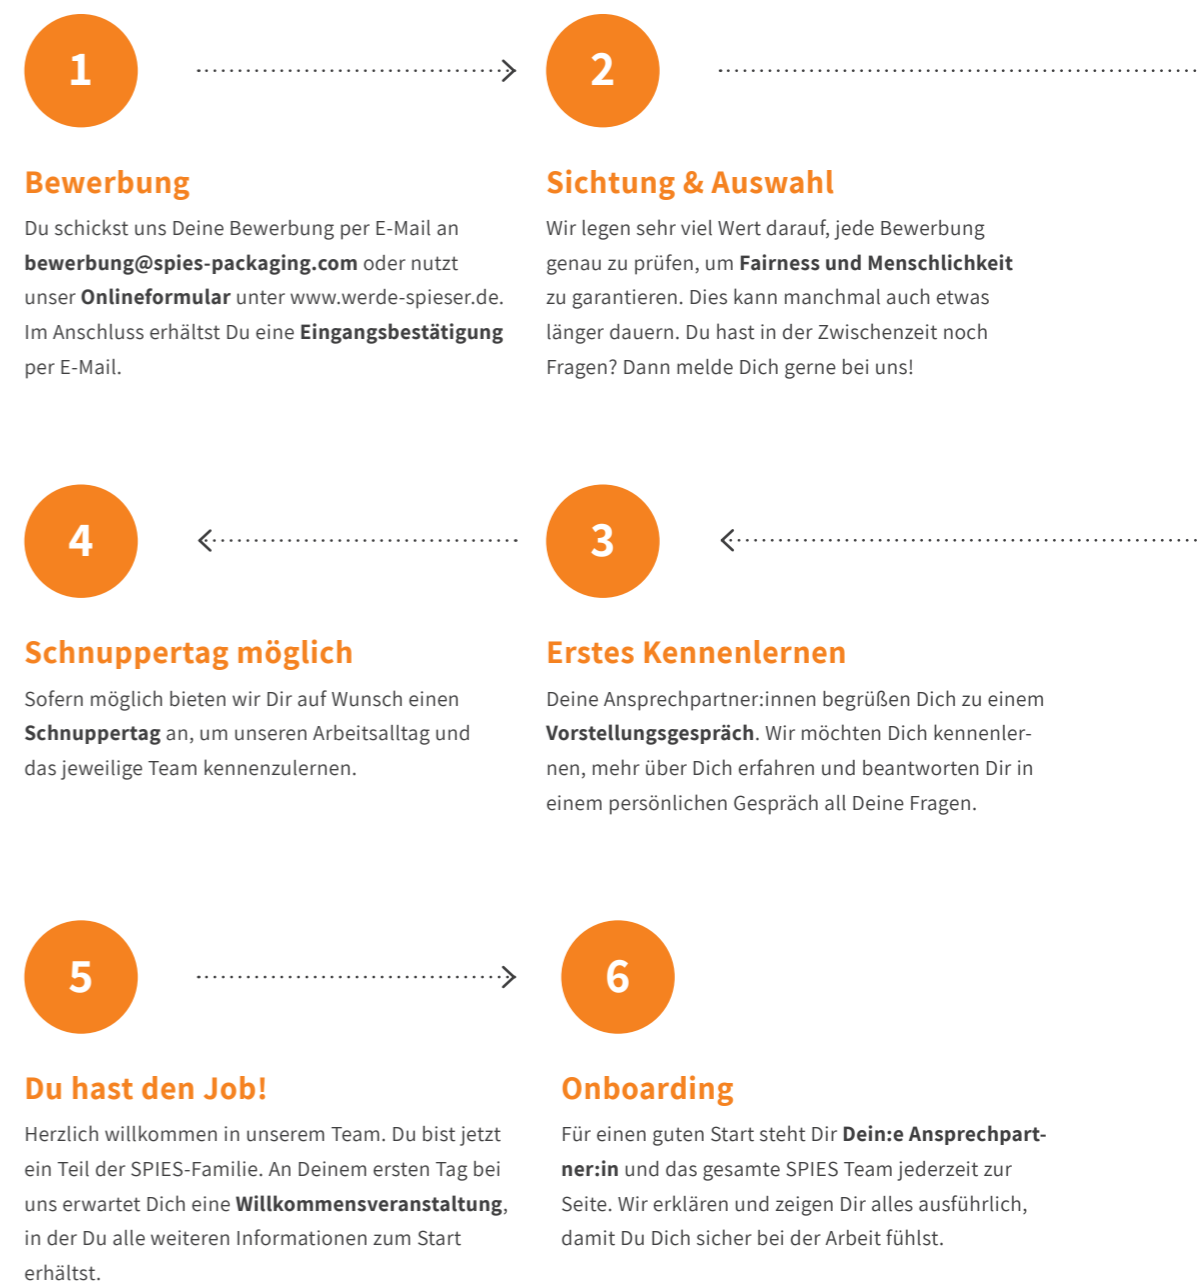 1
2
Bewerbung
Du schickst uns Deine Bewerbung per E-Mail an
bewerbung@spies-packaging.com oder nutzt
unser Onlineformular unter www.werde-spieser.de.
Im Anschluss erhältst Du eine Eingangsbestätigung
per E-Mail.
Sichtung & Auswahl
Wir legen sehr viel Wert darauf, jede Bewerbung
genau zu prüfen, um Fairness und Menschlichkeit
zu garantieren. Dies kann manchmal auch etwas
länger dauern. Du hast in der Zwischenzeit noch
Fragen? Dann melde Dich gerne bei uns!
4
3
Schnuppertag möglich
Sofern möglich bieten wir Dir auf Wunsch einen
Schnuppertag an, um unseren Arbeitsalltag und
das jeweilige Team kennenzulernen.
Erstes Kennenlernen
Deine Ansprechpartner:innen begrüßen Dich zu einem
Vorstellungsgespräch. Wir möchten Dich kennenler-
nen, mehr über Dich erfahren und beantworten Dir in
einem persönlichen Gespräch all Deine Fragen.
5
6
Du hast den Job!
Herzlich willkommen in unserem Team. Du bist jetzt
ein Teil der SPIES-Familie. An Deinem ersten Tag bei
uns erwartet Dich eine Willkommensveranstaltung,
in der Du alle weiteren Informationen zum Start
erhältst.
Onboarding
Für einen guten Start steht Dir Dein:e Ansprechpart-
ner:in und das gesamte SPIES Team jederzeit zur
Seite. Wir erklären und zeigen Dir alles ausführlich,
damit Du Dich sicher bei der Arbeit fühlst.